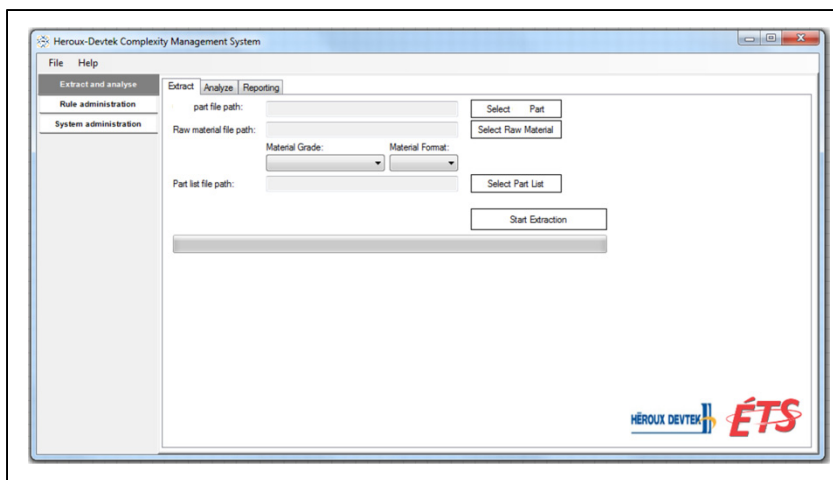 Heroux-Devtek Complexity Management System
File Help
Extract and analyse
Rule administration
System administration
Extract Analyze Reporting
part file path: Select Part
Raw material file path: Select Raw Material
Material Grade: Material Format:
Part list file path: Select Part List
Start Extraction
HÉROUX DEVTEK ÉTS